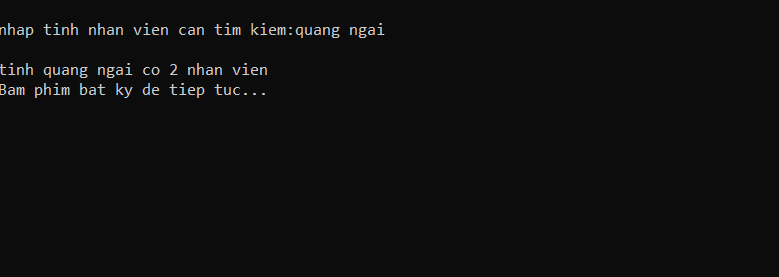 nhap tinh nhan vien can tim kiem:quang ngai
tinh quang ngai co 2 nhan vien
Bam phim bat ky de tiep tuc...